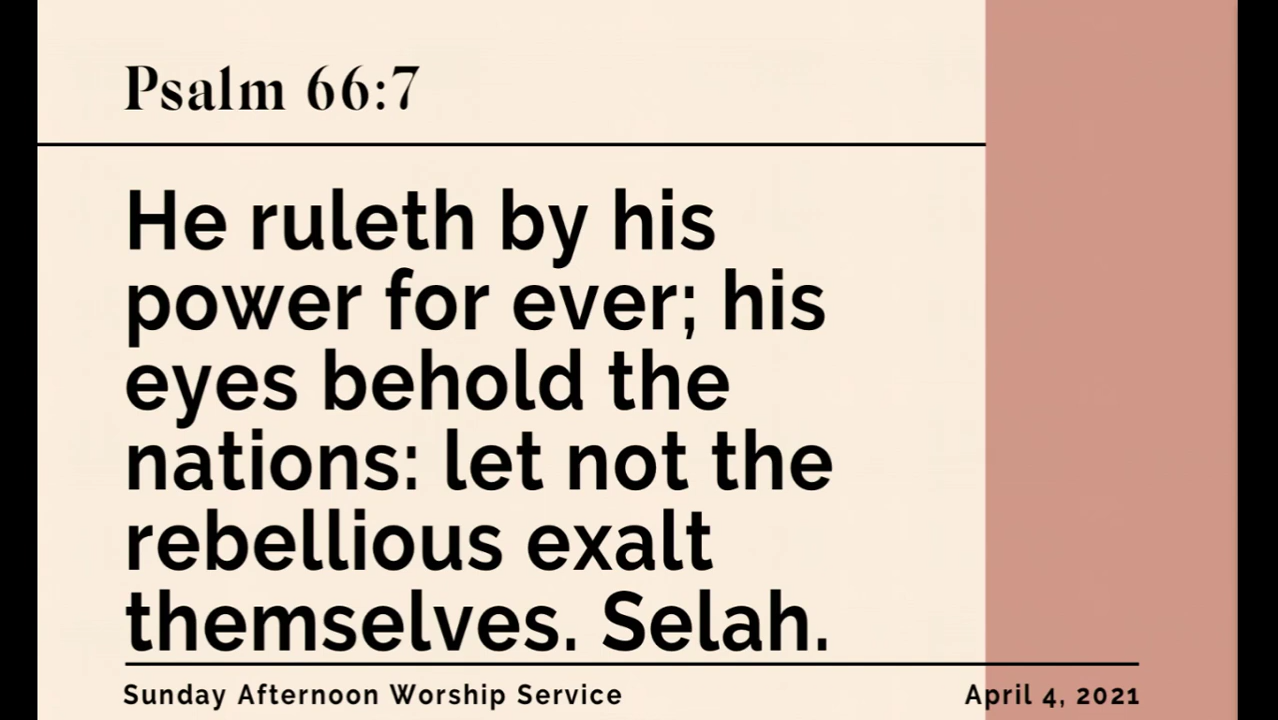 Psalm 66:7
He ruleth by his
power for ever; his
eyes behold the
nations: let not the
rebellious exalt
themselves. Selah.
Sunday Afternoon Worship Service
April 4, 2021